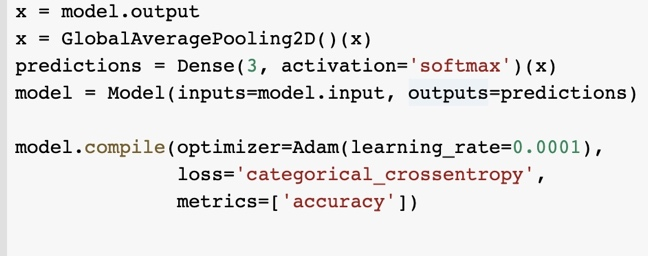 x = model.output
x = GlobalAveragePooling2D()(x)
predictions = Dense(3, activation='softmax')(x)
model = Model(inputs=model.input, outputs=predictions)
model.compile(optimizer=Adam(learning_rate=0.0001),
loss='categorical_crossentropy',
metrics=['accuracy'])